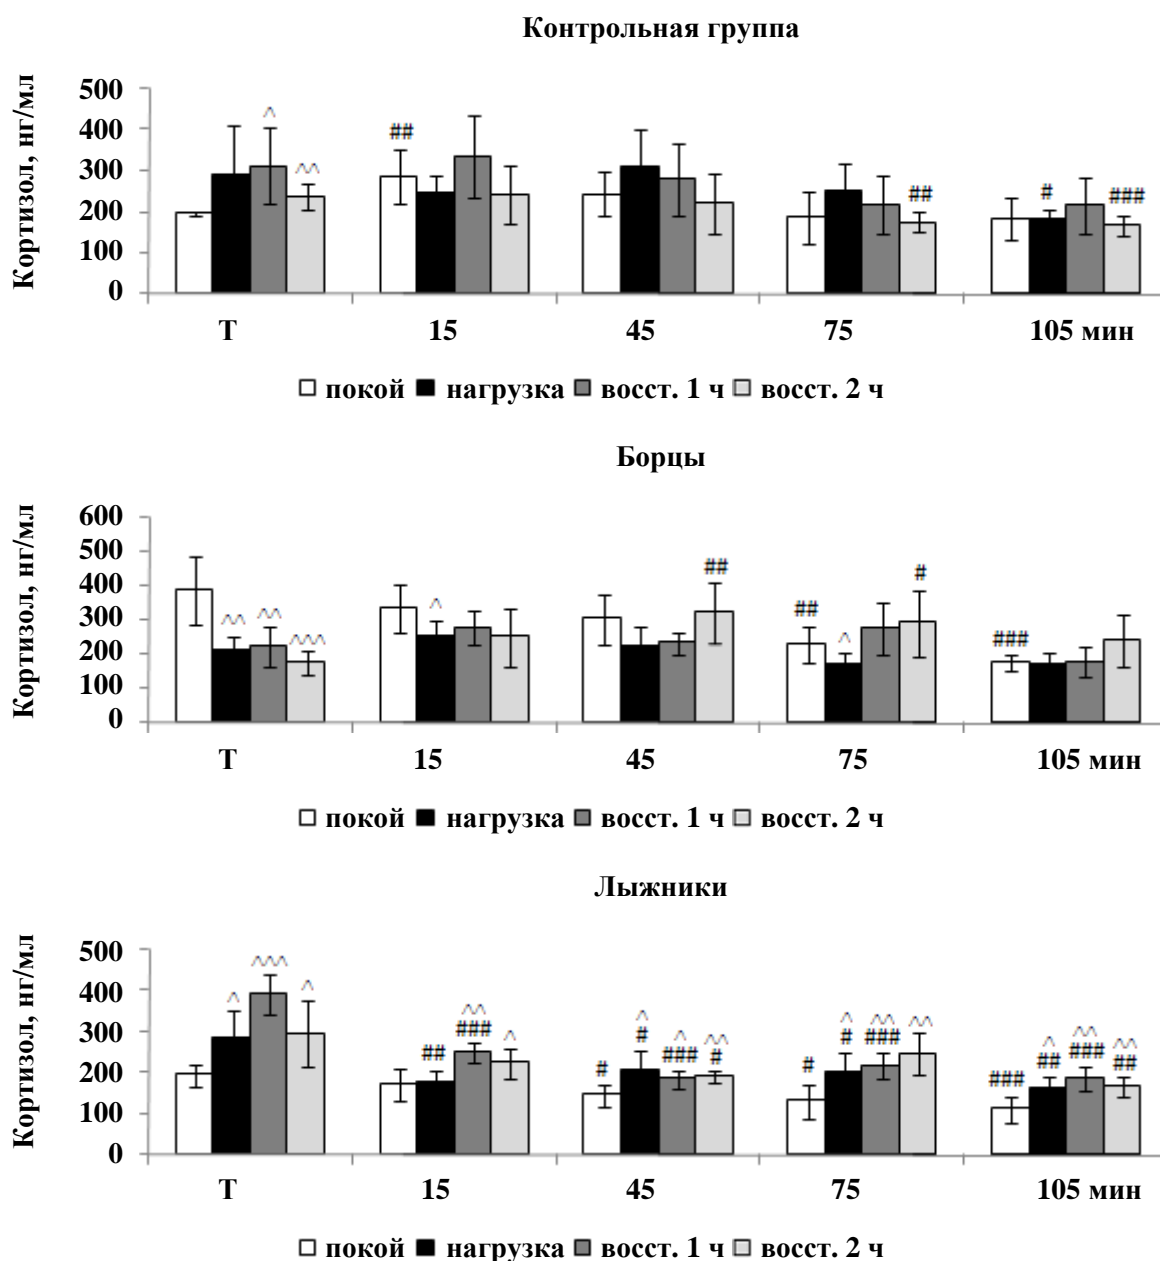 Контрольная группа
Кортизол, нг/мл
500
400
300
200
100
0
^
^^
##
##
#
###
Т 15 45 75 105 мин
покой нагрузка восст. 1 ч восст. 2 ч
Борцы
Кортизол, нг/мл
600
500
400
300
200
100
0
^^ ^^ ^^^
^
##
## ^ #
###
Т 15 45 75 105 мин
покой нагрузка восст. 1 ч восст. 2 ч
Лыжники
Кортизол, нг/мл
500
400
300
200
100
0
^ ^^^ ^
^^ ^
## ###
^ ^ ^^
# # ### #
^ ^^ ^^
# # ###
^ ^^ ^^
### ## ### ##
Т 15 45 75 105 мин
покой нагрузка восст. 1 ч восст. 2 ч